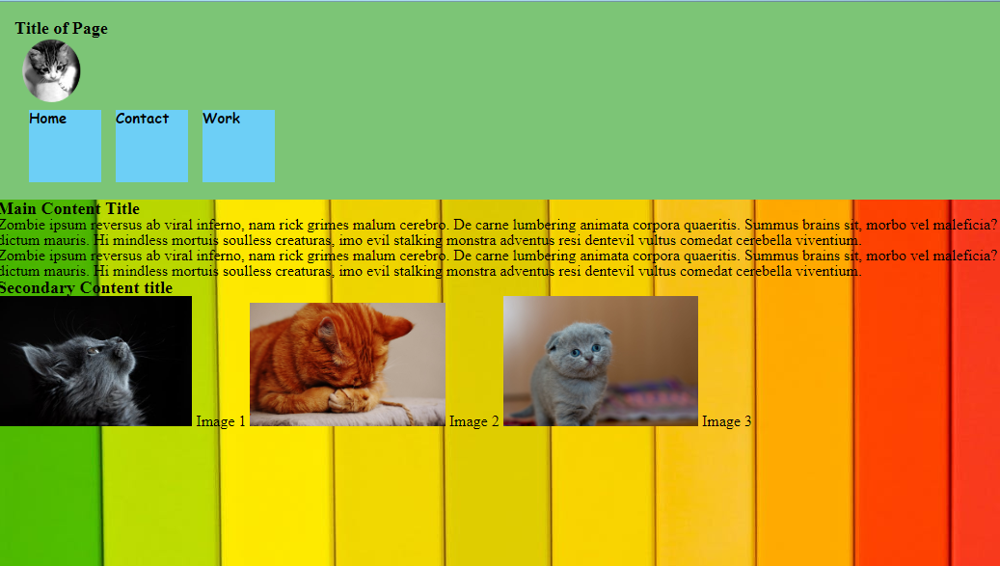 Title of Page
Home Contact Work
Main Content Title
Zombie ipsum reversus ab viral inferno, nam rick grimes malum cerebro. De carne lumbering animata corpora quaeritis. Summus brains sit, morbo vel maleficia?
dictum mauris. Hi mindless mortuis soulless creaturas, imo evil stalking monstra adventus resi dentevil vultus comedat cerebella viventium.
Zombie ipsum reversus ab viral inferno, nam rick grimes malum cerebro. De carne lumbering animata corpora quaeritis. Summus brains sit, morbo vel maleficia?
dictum mauris. Hi mindless mortuis soulless creaturas, imo evil stalking monstra adventus resi dentevil vultus comedat cerebella viventium.
Secondary Content title
Image 1 Image 2 Image 3